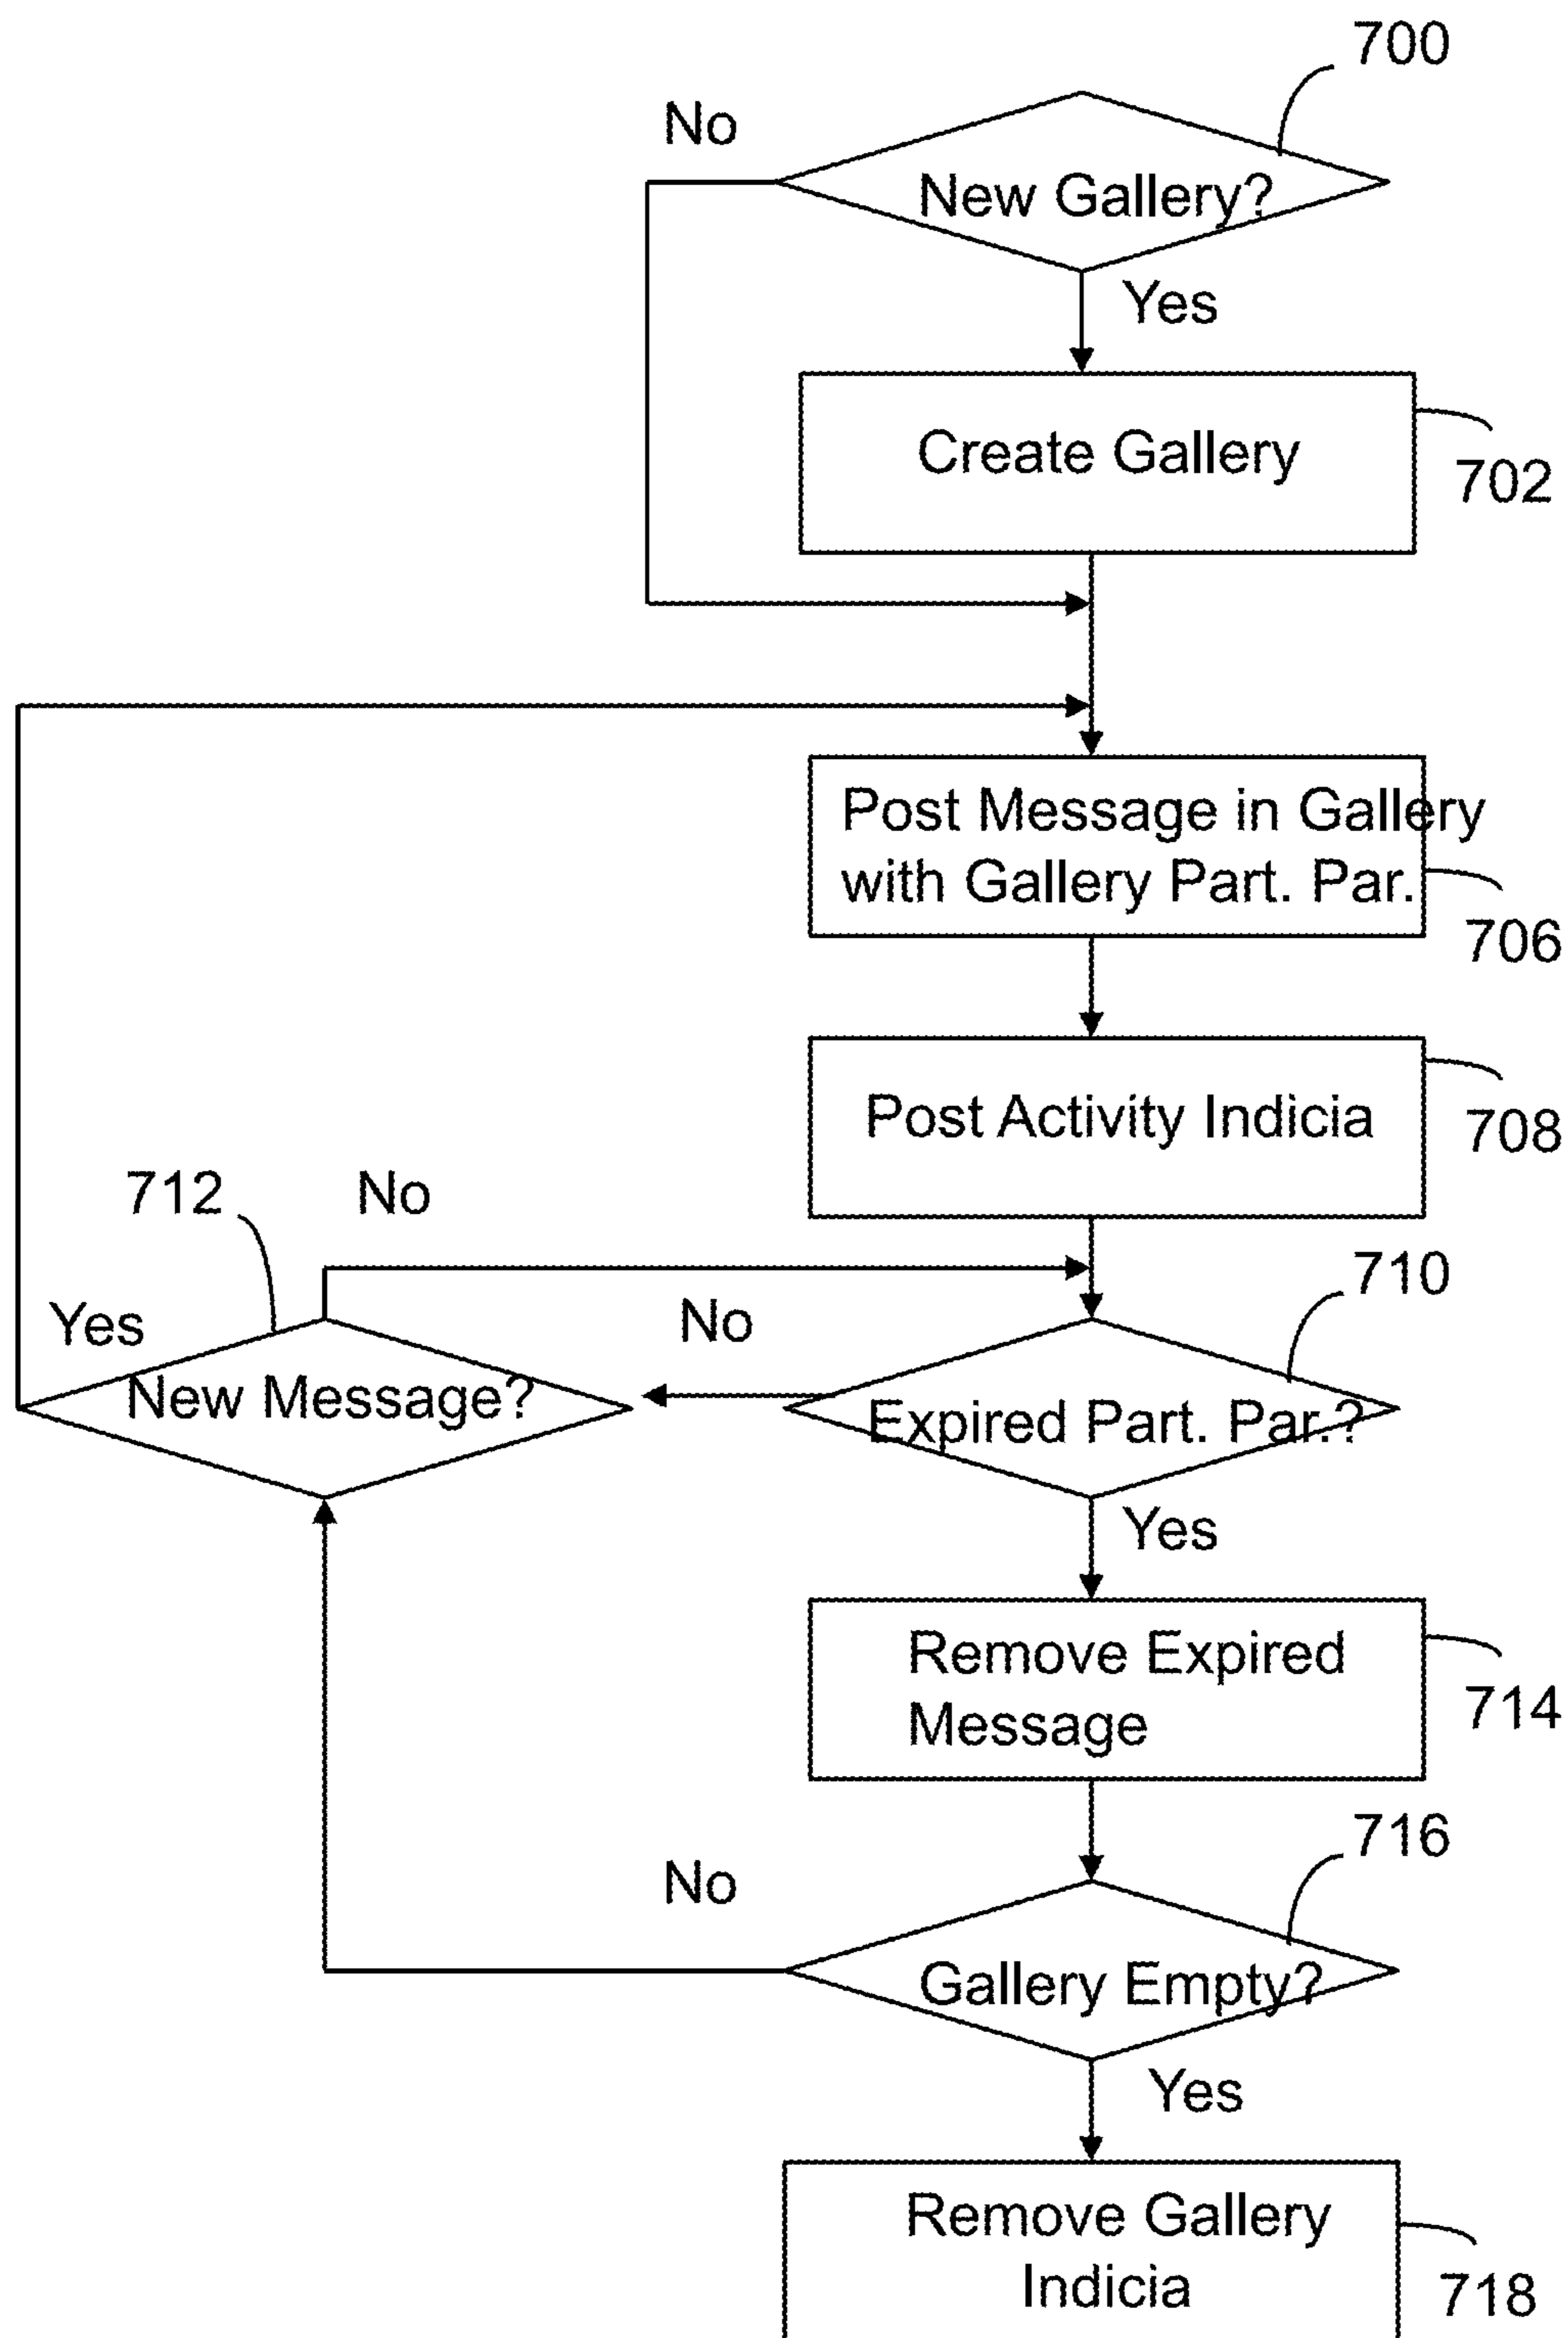 700
No
New Gallery?
Yes
Create Gallery
702
Post Message in Gallery
with Gallery Part. Par.
706
Post Activity Indicia
708
712
No
710
Yes
No
New Message?
Expired Part. Par.?
Yes
Remove Expired
Message
714
716
No
Gallery Empty?
Yes
Remove Gallery
Indicia
718